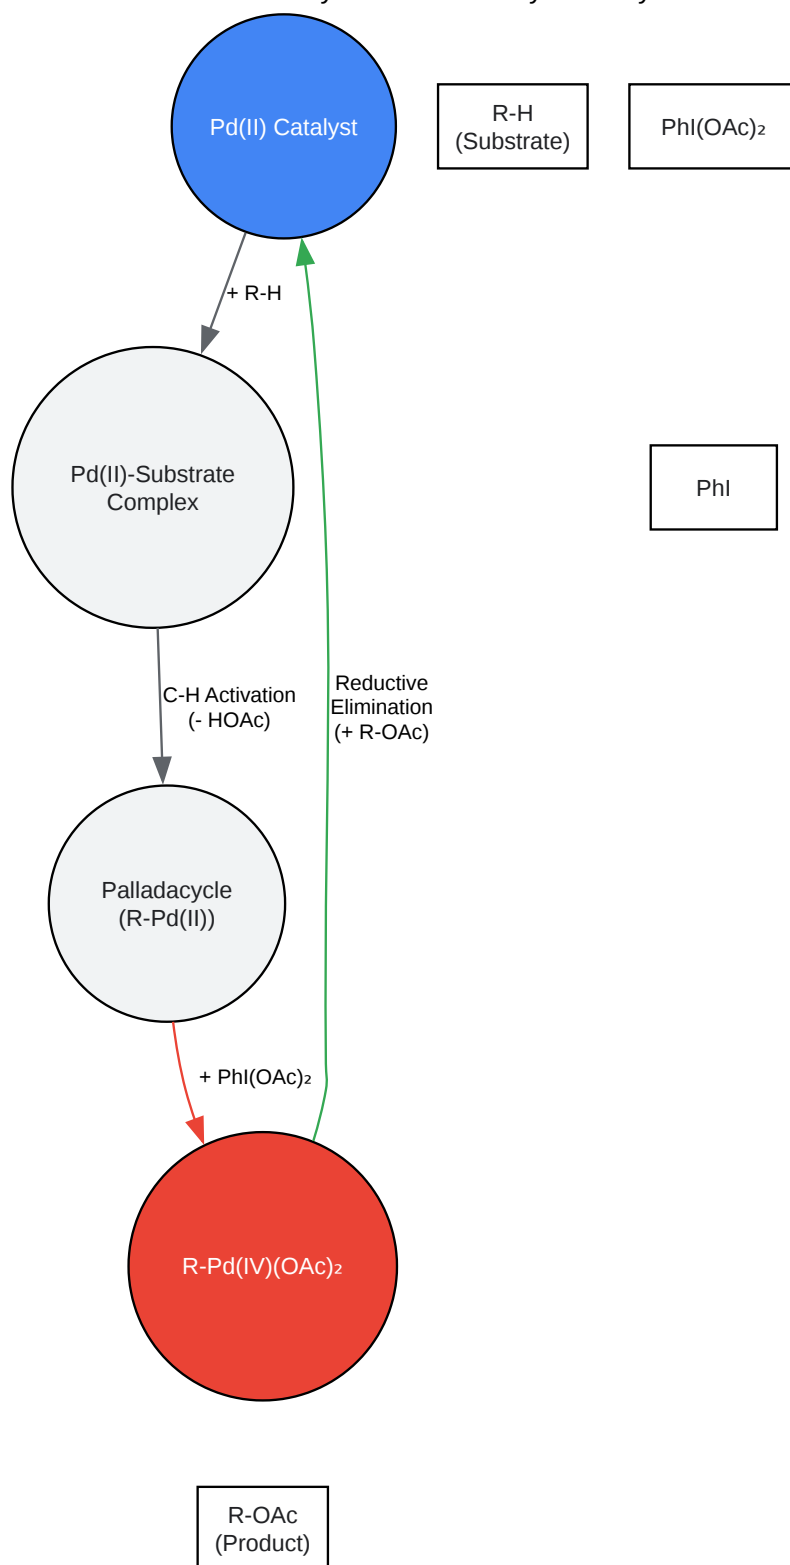 Pd(II) Catalyst
R-H
(Substrate)
PhI(OAc)₂
+ R-H
Pd(II)-Substrate
Complex
PhI
C-H Activation
(- HOAc)
Reductive
Elimination
(+ R-OAc)
Palladacycle
(R-Pd(II))
+ PhI(OAc)₂
R-Pd(IV)(OAc)₂
R-OAc
(Product)